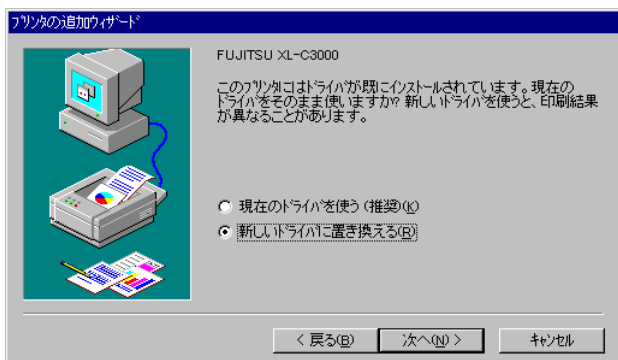 プリンタの追加ウィザード
FUJITSU XL-C3000
このプリンタにはドライバが既にインストールされています。現在の
ドライバをそのまま使いますか? 新しいドライバを使うと、印刷結果
が異なることがあります。
現在のドライバを使う (推奨)(K)
新しいドライバに置き換える(R)
< 戻る(B)
次へ(N) >
キャンセル